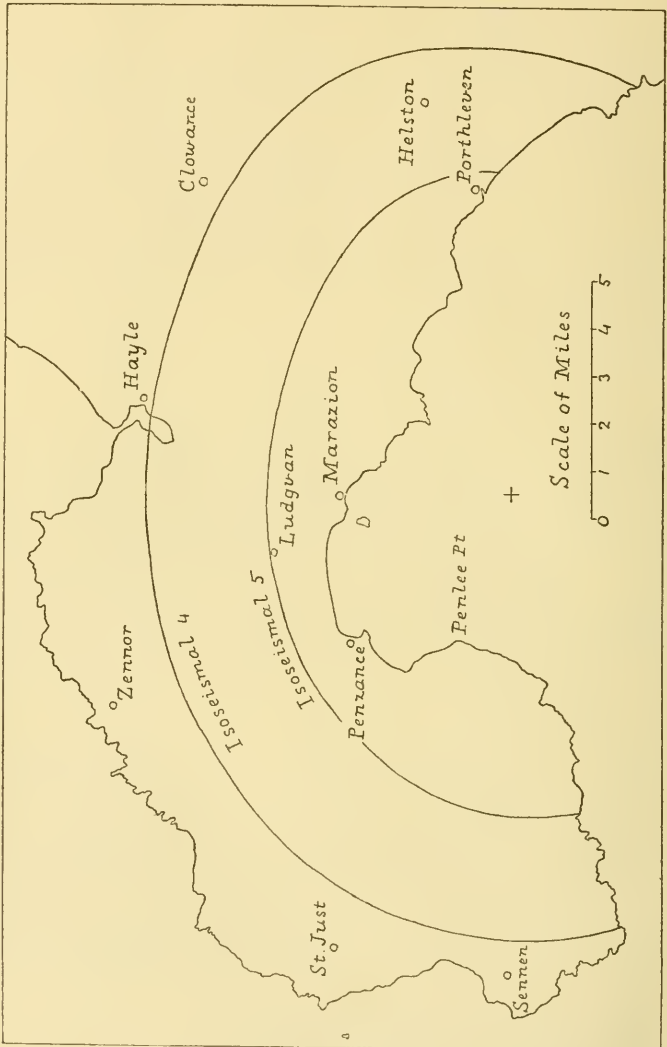 Zennor
Hayle
Clowance
Isoseismal 4
Isoseismal 5
St. Just
Ludgvan
Helston
Penzance
Marazion
Porthleven
Sennen
Penlee Pt
Scale of Miles
0 1 2 3 4 5